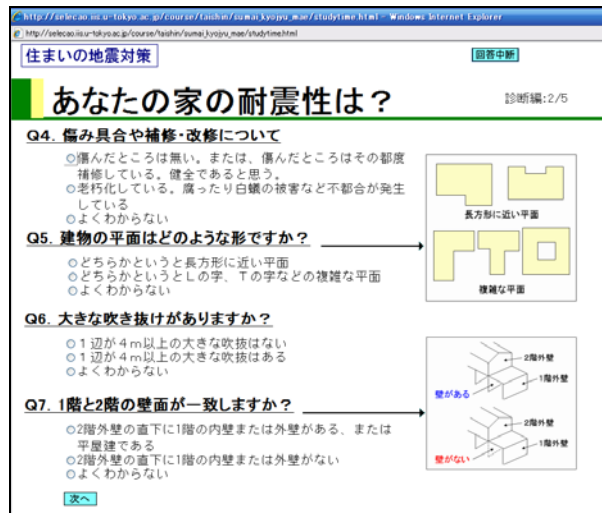 http://selecao.iis.u-tokyo.ac.jp/course/taishin/sumai_kyojyu_mae/studytime.html - Windows Internet Explorer
http://selecao.iis.u-tokyo.ac.jp/course/taishin/sumai_kyojyu_mae/studytime.html
住まいの地震対策
回答中断
あなたの家の耐震性は？
診断編:2/5
Q4. 傷み具合や補修・改修について
傷んだところは無い。または、傷んだところはその都度
補修している。健全であると思う。
老朽化している。腐ったり白蟻の被害など不都合が発生
している
よくわからない
長方形に近い平面
Q5. 建物の平面はどのような形ですか？
どちらかというと長方形に近い平面
どちらかというとLの字、Tの字などの複雑な平面
よくわからない
複雑な平面
Q6. 大きな吹き抜けがありますか？
1辺が4m以上の大きな吹抜はない
1辺が4m以上の大きな吹抜はある
よくわからない
2階外壁
1階外壁
壁がある
Q7. 1階と2階の壁面が一致しますか？
2階外壁の直下に1階の内壁または外壁がある、または
平屋建である
2階外壁の直下に1階の内壁または外壁がない
よくわからない
2階外壁
1階外壁
壁がない
次へ